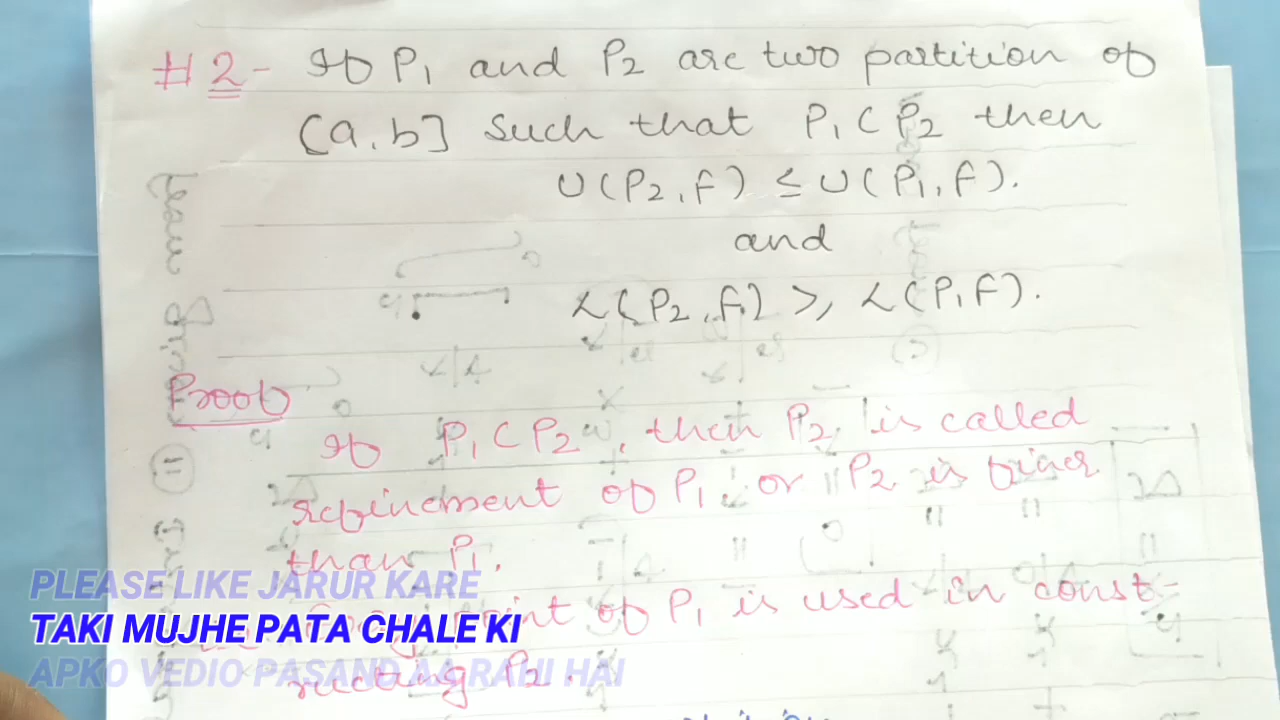 #2- If P1 and P2 are two partition of
[a,b] such that P1 ⊂ P2 then
U(P2,f) ≤ U(P1,f).
and
L(P2,f) ≥, L(P1f).
Proof
If P1 ⊂ P2, then P2 is called
refinement of P1 or P2 is finer
than P1.
point of P1 is used in const-
ructing P2.
PLEASE LIKE JARUR KARE
TAKI MUJHE PATA CHALE KI
APKO VEDIO PASAND AA RAHI HAI